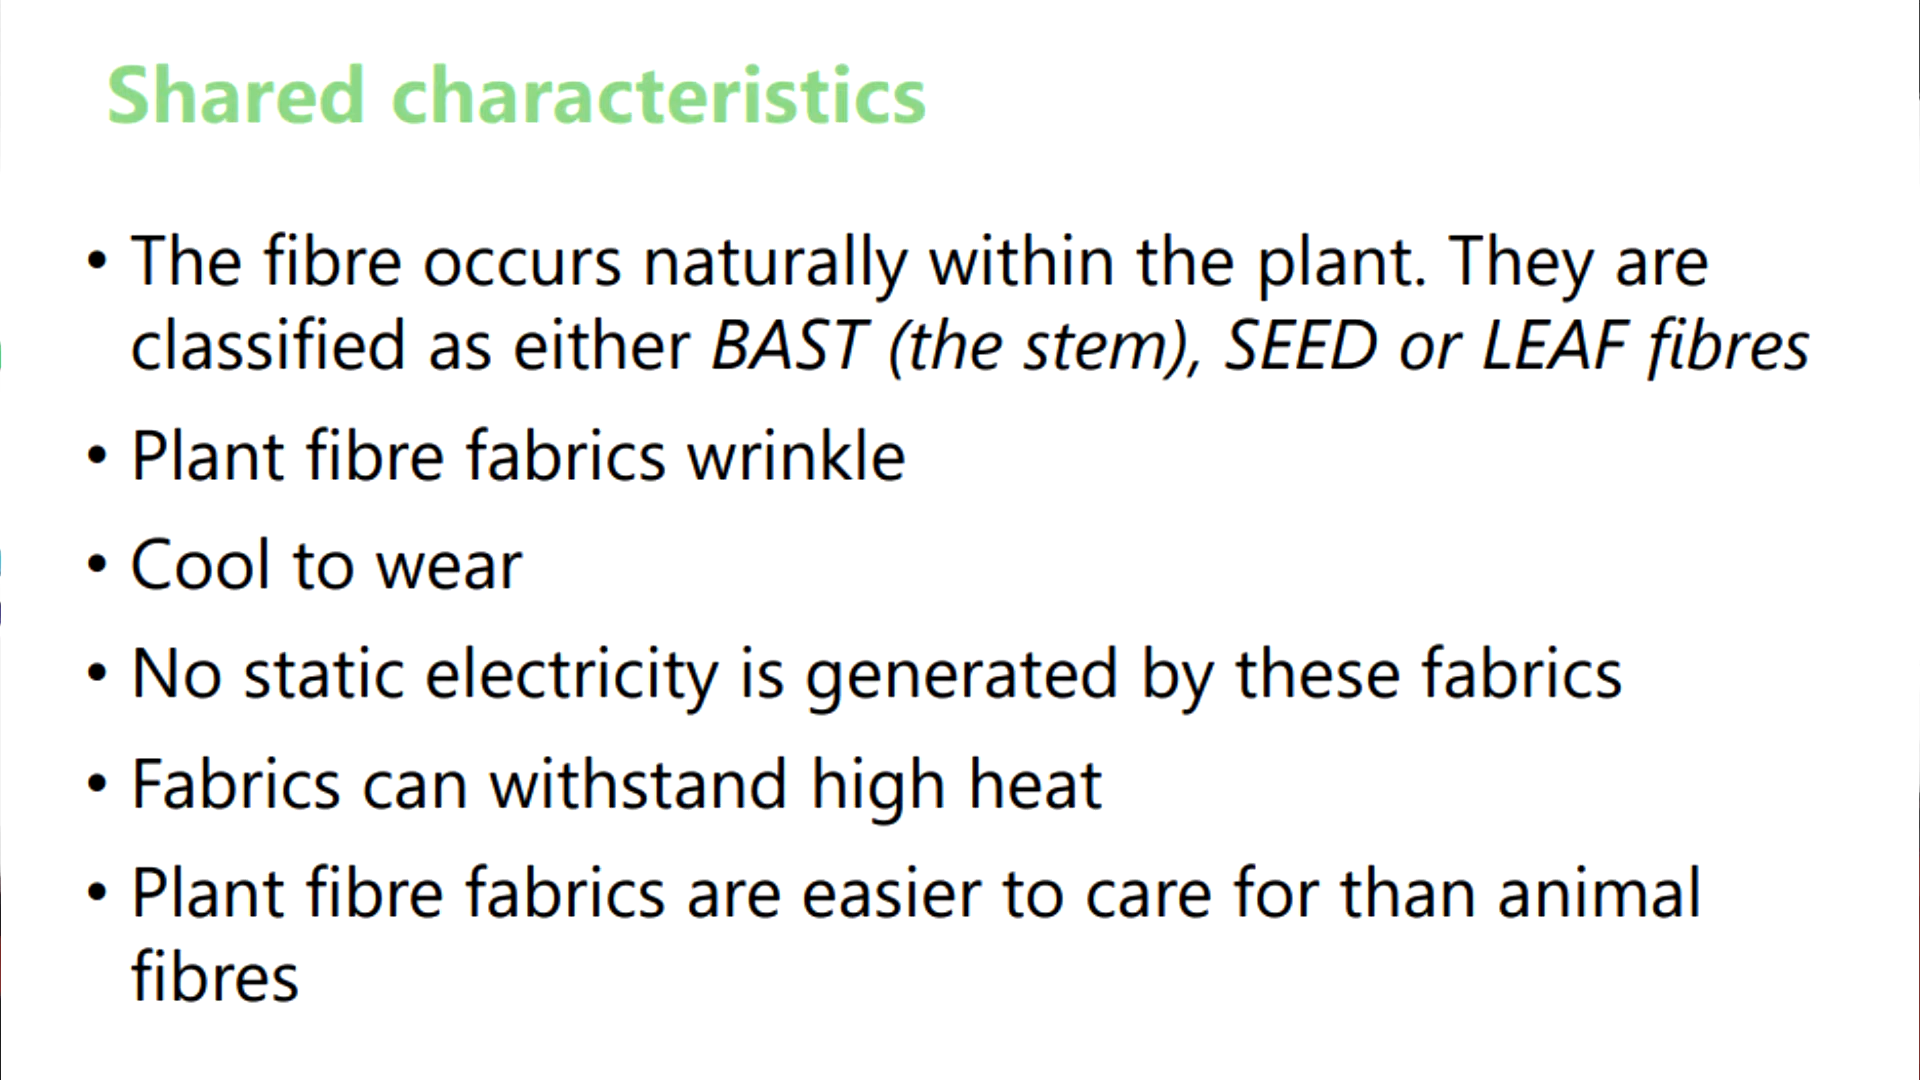 Shared characteristics
• The fibre occurs naturally within the plant. They are
classified as either BAST (the stem), SEED or LEAF fibres
• Plant fibre fabrics wrinkle
• Cool to wear
• No static electricity is generated by these fabrics
• Fabrics can withstand high heat
• Plant fibre fabrics are easier to care for than animal
fibres